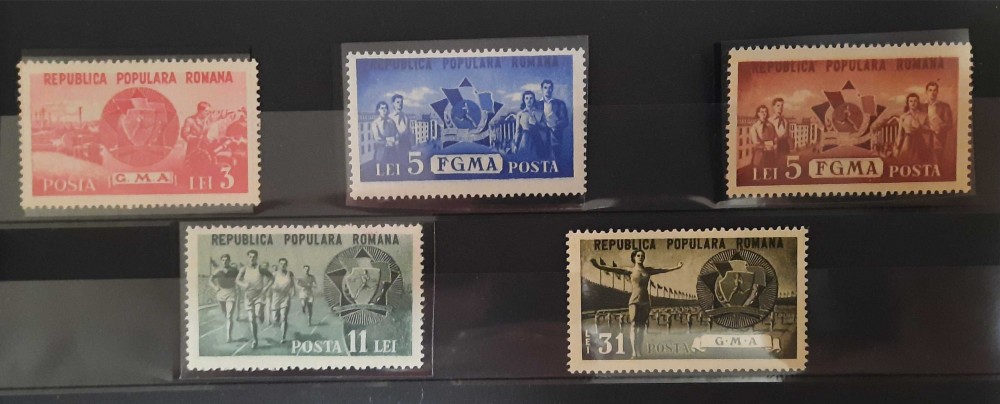 REPUBLICA POPULARA ROMANA
G.M.A
POSTA LEI 3
REPUBLICA POPULARA ROMANA
LEI 5 FGMA POSTA
REPUBLICA POPULARA ROMANA
LEI 5 FGMA POSTA
REPUBLICA POPULARA ROMANA
POSTA 11 LEI
REPUBLICA POPULARA ROMANA
LEI 31 POSTA G·M·A